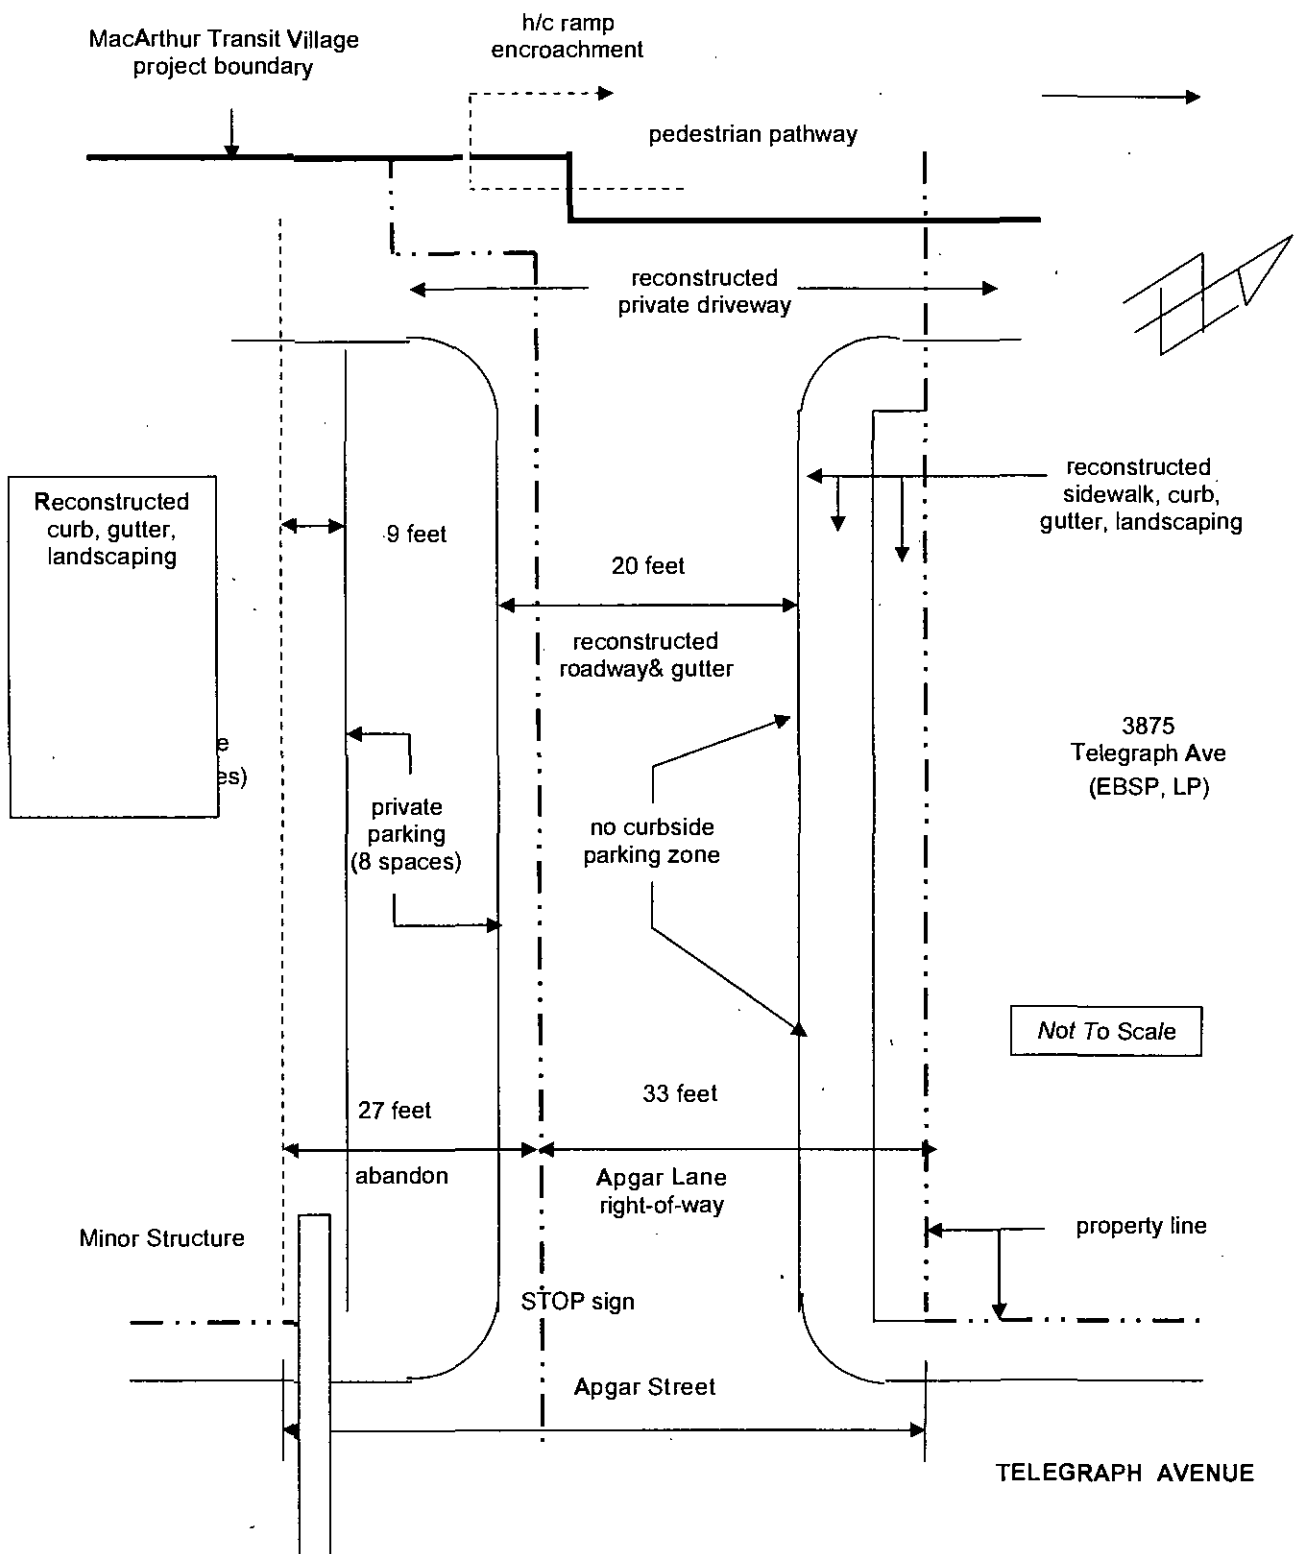 h/c ramp
encroachment
MacArthur Transit Village
project boundary
pedestrian pathway
reconstructed
private driveway
reconstructed
sidewalk, curb,
gutter, landscaping
Reconstructed
curb, gutter,
landscaping
9 feet
20 feet
reconstructed
roadway& gutter
3875
Telegraph Ave
(EBSP, LP)
private
parking
(8 spaces)
no curbside
parking zone
Not To Scale
27 feet
33 feet
abandon
Apgar Lane
right-of-way
Minor Structure
property line
STOP sign
Apgar Street
TELEGRAPH AVENUE